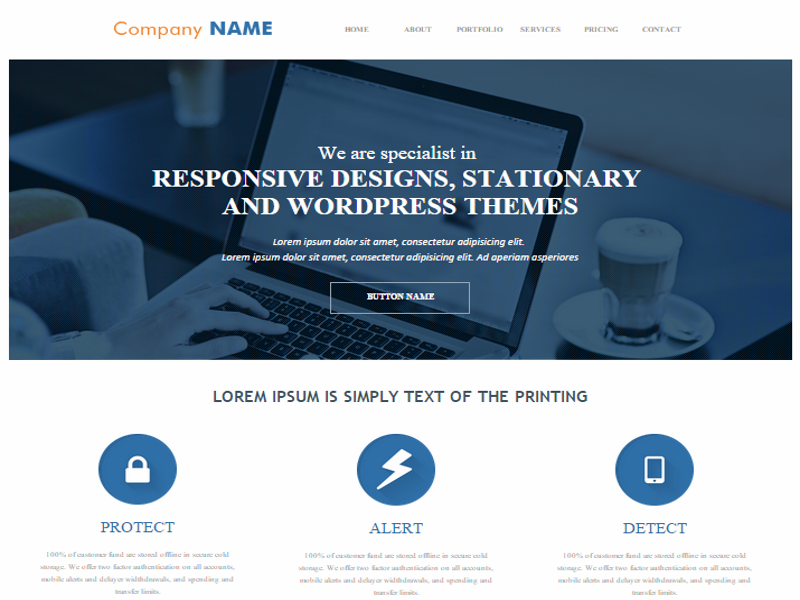 Company NAME
HOME ABOUT PORTFOLIO SERVICES PRICING CONTACT
We are specialist in
RESPONSIVE DESIGNS, STATIONARY
AND WORDPRESS THEMES
Lorem ipsum dolor sit amet, consectetur adipisicing elit.
Lorem ipsum dolor sit amet, consectetur adipisicing elit. Ad aperiam asperiores
BUTTON NAME
LOREM IPSUM IS SIMPLY TEXT OF THE PRINTING
PROTECT
100% of customer fund are stored offline in secure cold
storage. We offer two factor authentication on all accounts,
mobile alerts and delayer widthdrawals, and spending and
transfer limits.
ALERT
100% of customer fund are stored offline in secure cold
storage. We offer two factor authentication on all accounts,
mobile alerts and delayer widthdrawals, and spending and
transfer limits.
DETECT
100% of customer fund are stored offline in secure cold
storage. We offer two factor authentication on all accounts,
mobile alerts and delayer widthdrawals, and spending and
transfer limits.